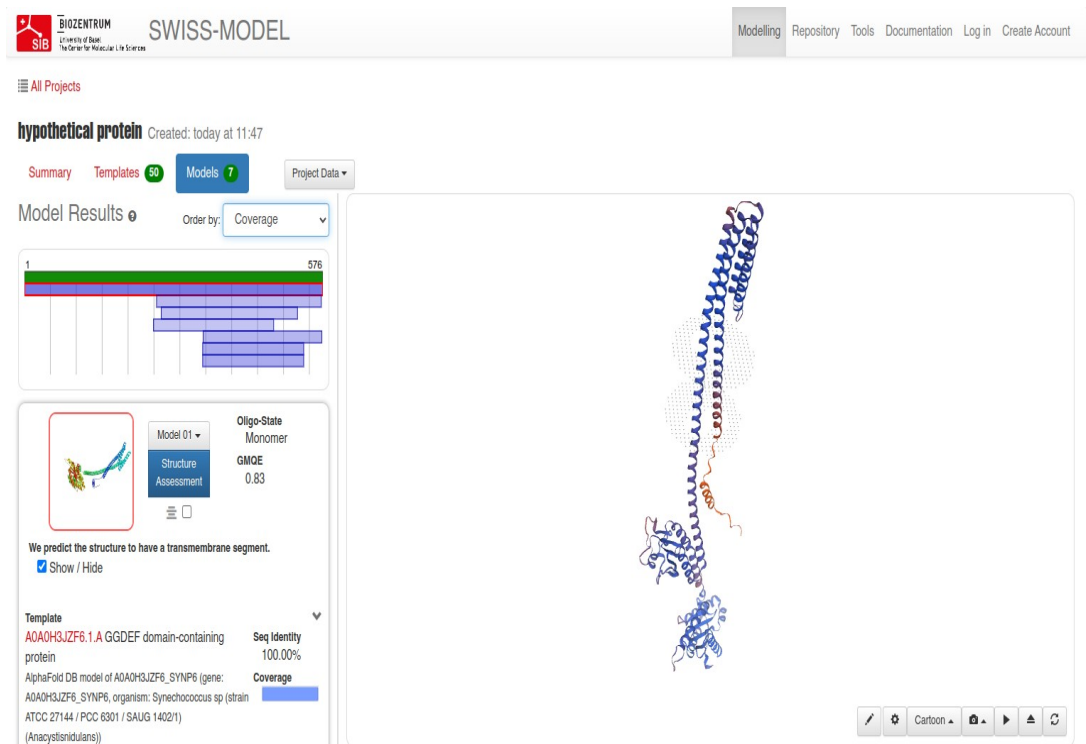 BIOZENTRUM
University of Basel
The Center for Molecular Life Sciences
SIB
SWISS-MODEL
Modelling Repository Tools Documentation Log in Create Account
All Projects
hypothetical protein Created: today at 11:47
Summary Templates 50 Models 7 Project Data
Model Results Order by: Coverage
1 576
Model 01
Structure
Assessment
Oligo-State
Monomer
GMQE
0.83
We predict the structure to have a transmembrane segment.
Show / Hide
Template
A0A0H3JZF6.1.A GGDEF domain-containing
protein
Seq Identity
100.00%
AlphaFold DB model of A0A0H3JZF6_SYNP6 (gene:
Coverage
A0A0H3JZF6_SYNP6, organism: Synechococcus sp (strain
ATCC 27144 / PCC 6301 / SAUG 1402/1)
(Anacystisnidulans))
Cartoon